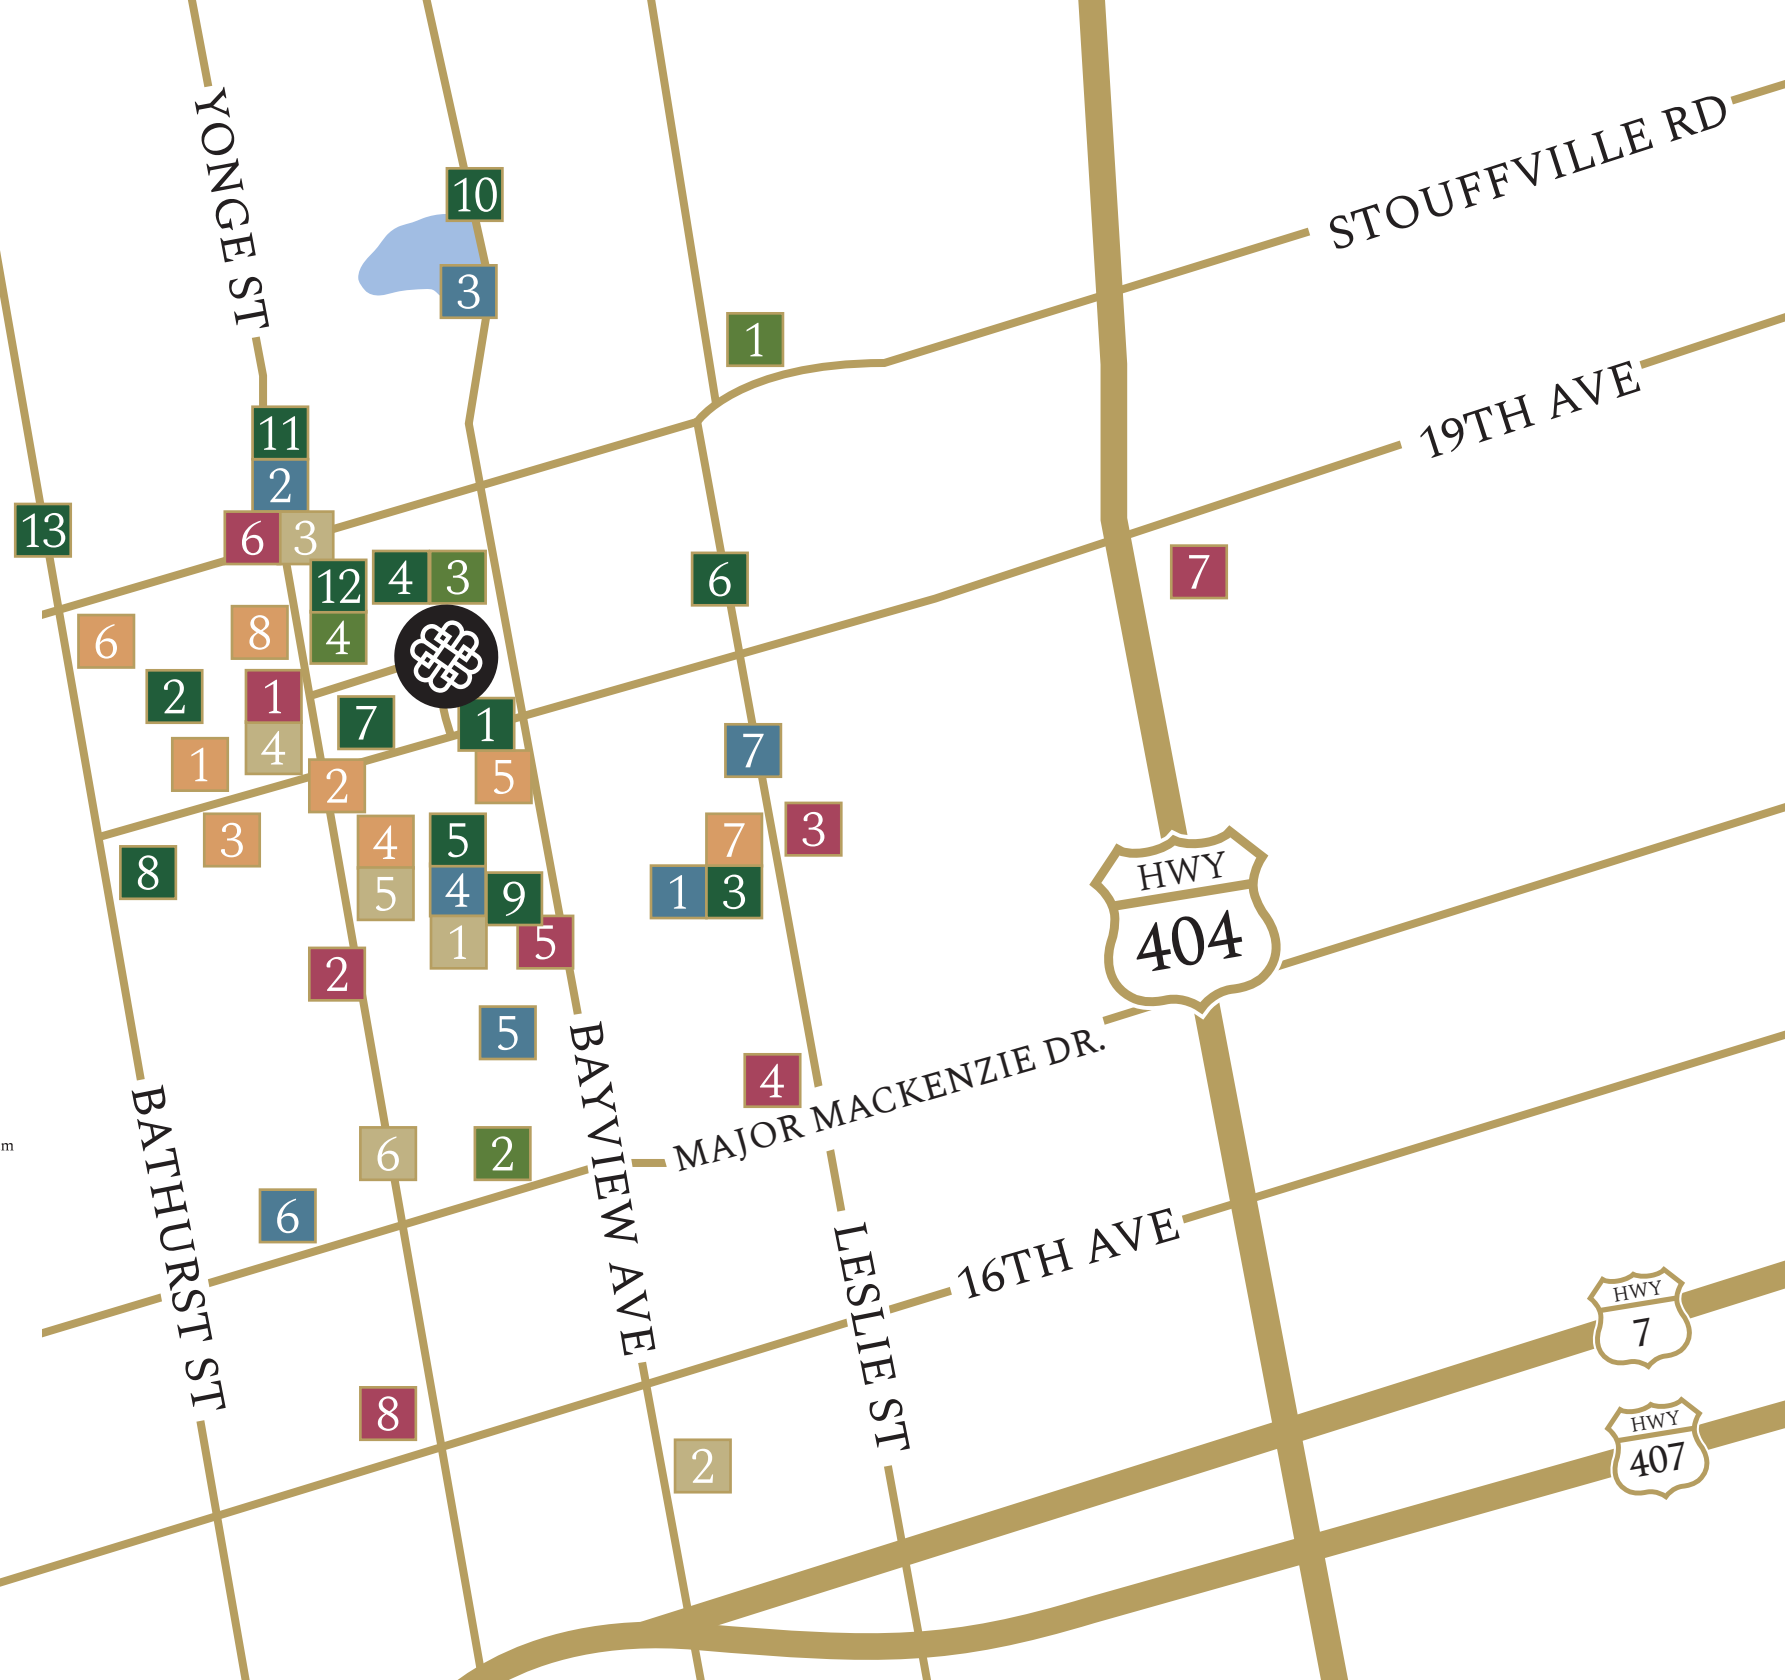 YONGE ST
STOUFFVILLE RD
10
3
1
19TH AVE
11
2
13
6 3
12 4 3
6
7
6 8 4
2 1 7 1
4
7
1
2 5
3 4 5
7 3
8
5 4 9
1 3
1 5
2
HWY
404
5
MAJOR MACKENZIE DR.
4
BATHURST ST
BAYVIEW AVE
m
6 2
6
LESLIE ST
16TH AVE
HWY
7
8
2
HWY
407